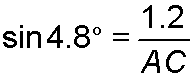 sin 4.8° = 1.2 / AC